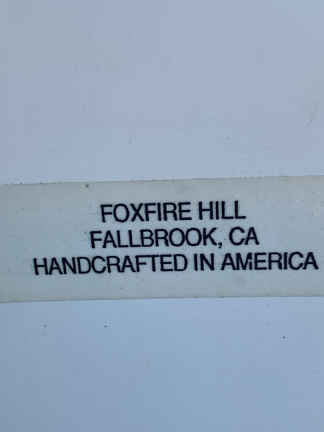 FOXFIRE HILL
FALLBROOK, CA
HANDCRAFTED IN AMERICA